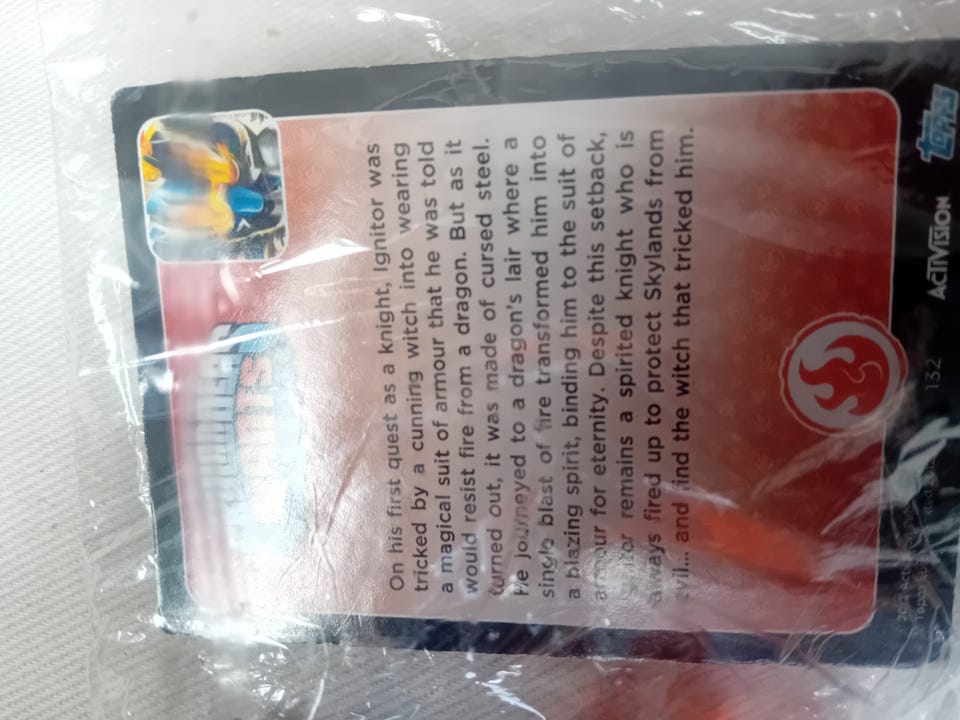 GIANTS
On his first quest as a knight, Ignitor was
tricked by a cunning witch into wearing
a magical suit of armour that he was told
would resist fire from a dragon. But as it
turned out, it was made of cursed steel.
He journeyed to a dragon's lair where a
single blast of fire transformed him into
a blazing spirit, binding him to the suit of
armour for eternity. Despite this setback,
remains a spirited knight who is
always fired up to protect Skylands from
evil... and find the witch that tricked him.
132
ACTIVISION
topps